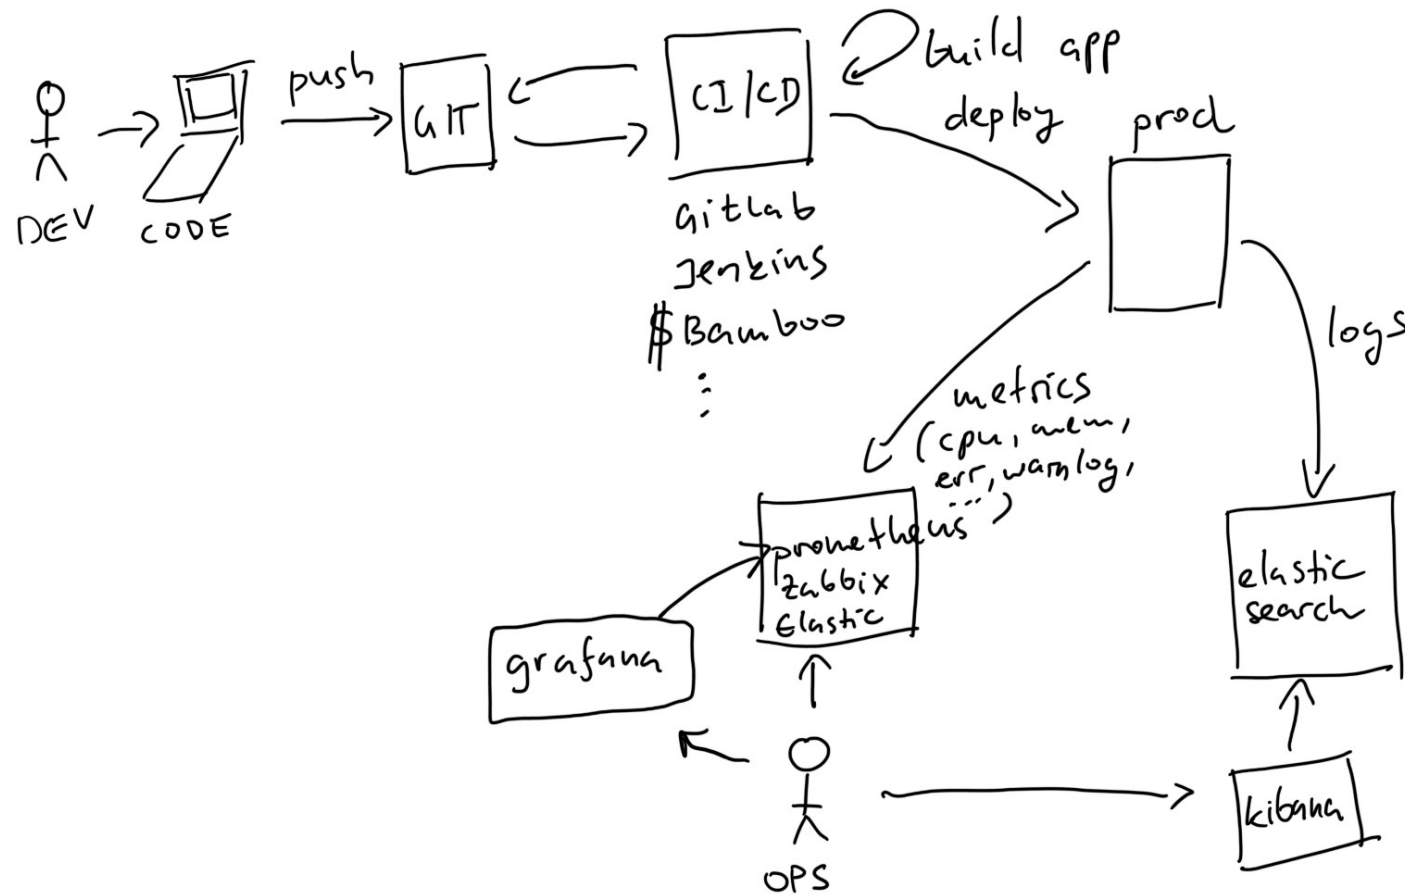 push
GIT
CI/CD
build app
deploy
prod
DEV
CODE
GitLab
Jenkins
$ Bamboo
⋮
logs
metrics
(cpu, mem,
err, warnlog,
...)
prometheus
zabbix
Elastic
elastic
search
grafana
kibana
OPS